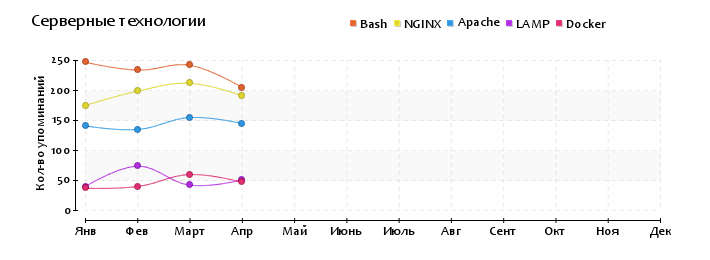 Серверные технологии
Bash NGINX Apache LAMP Docker
Кол-во упоминаний
250
200
150
100
50
0
Янв Фев Март Апр Май Июнь Июль Авг Сент Окт Ноя Дек